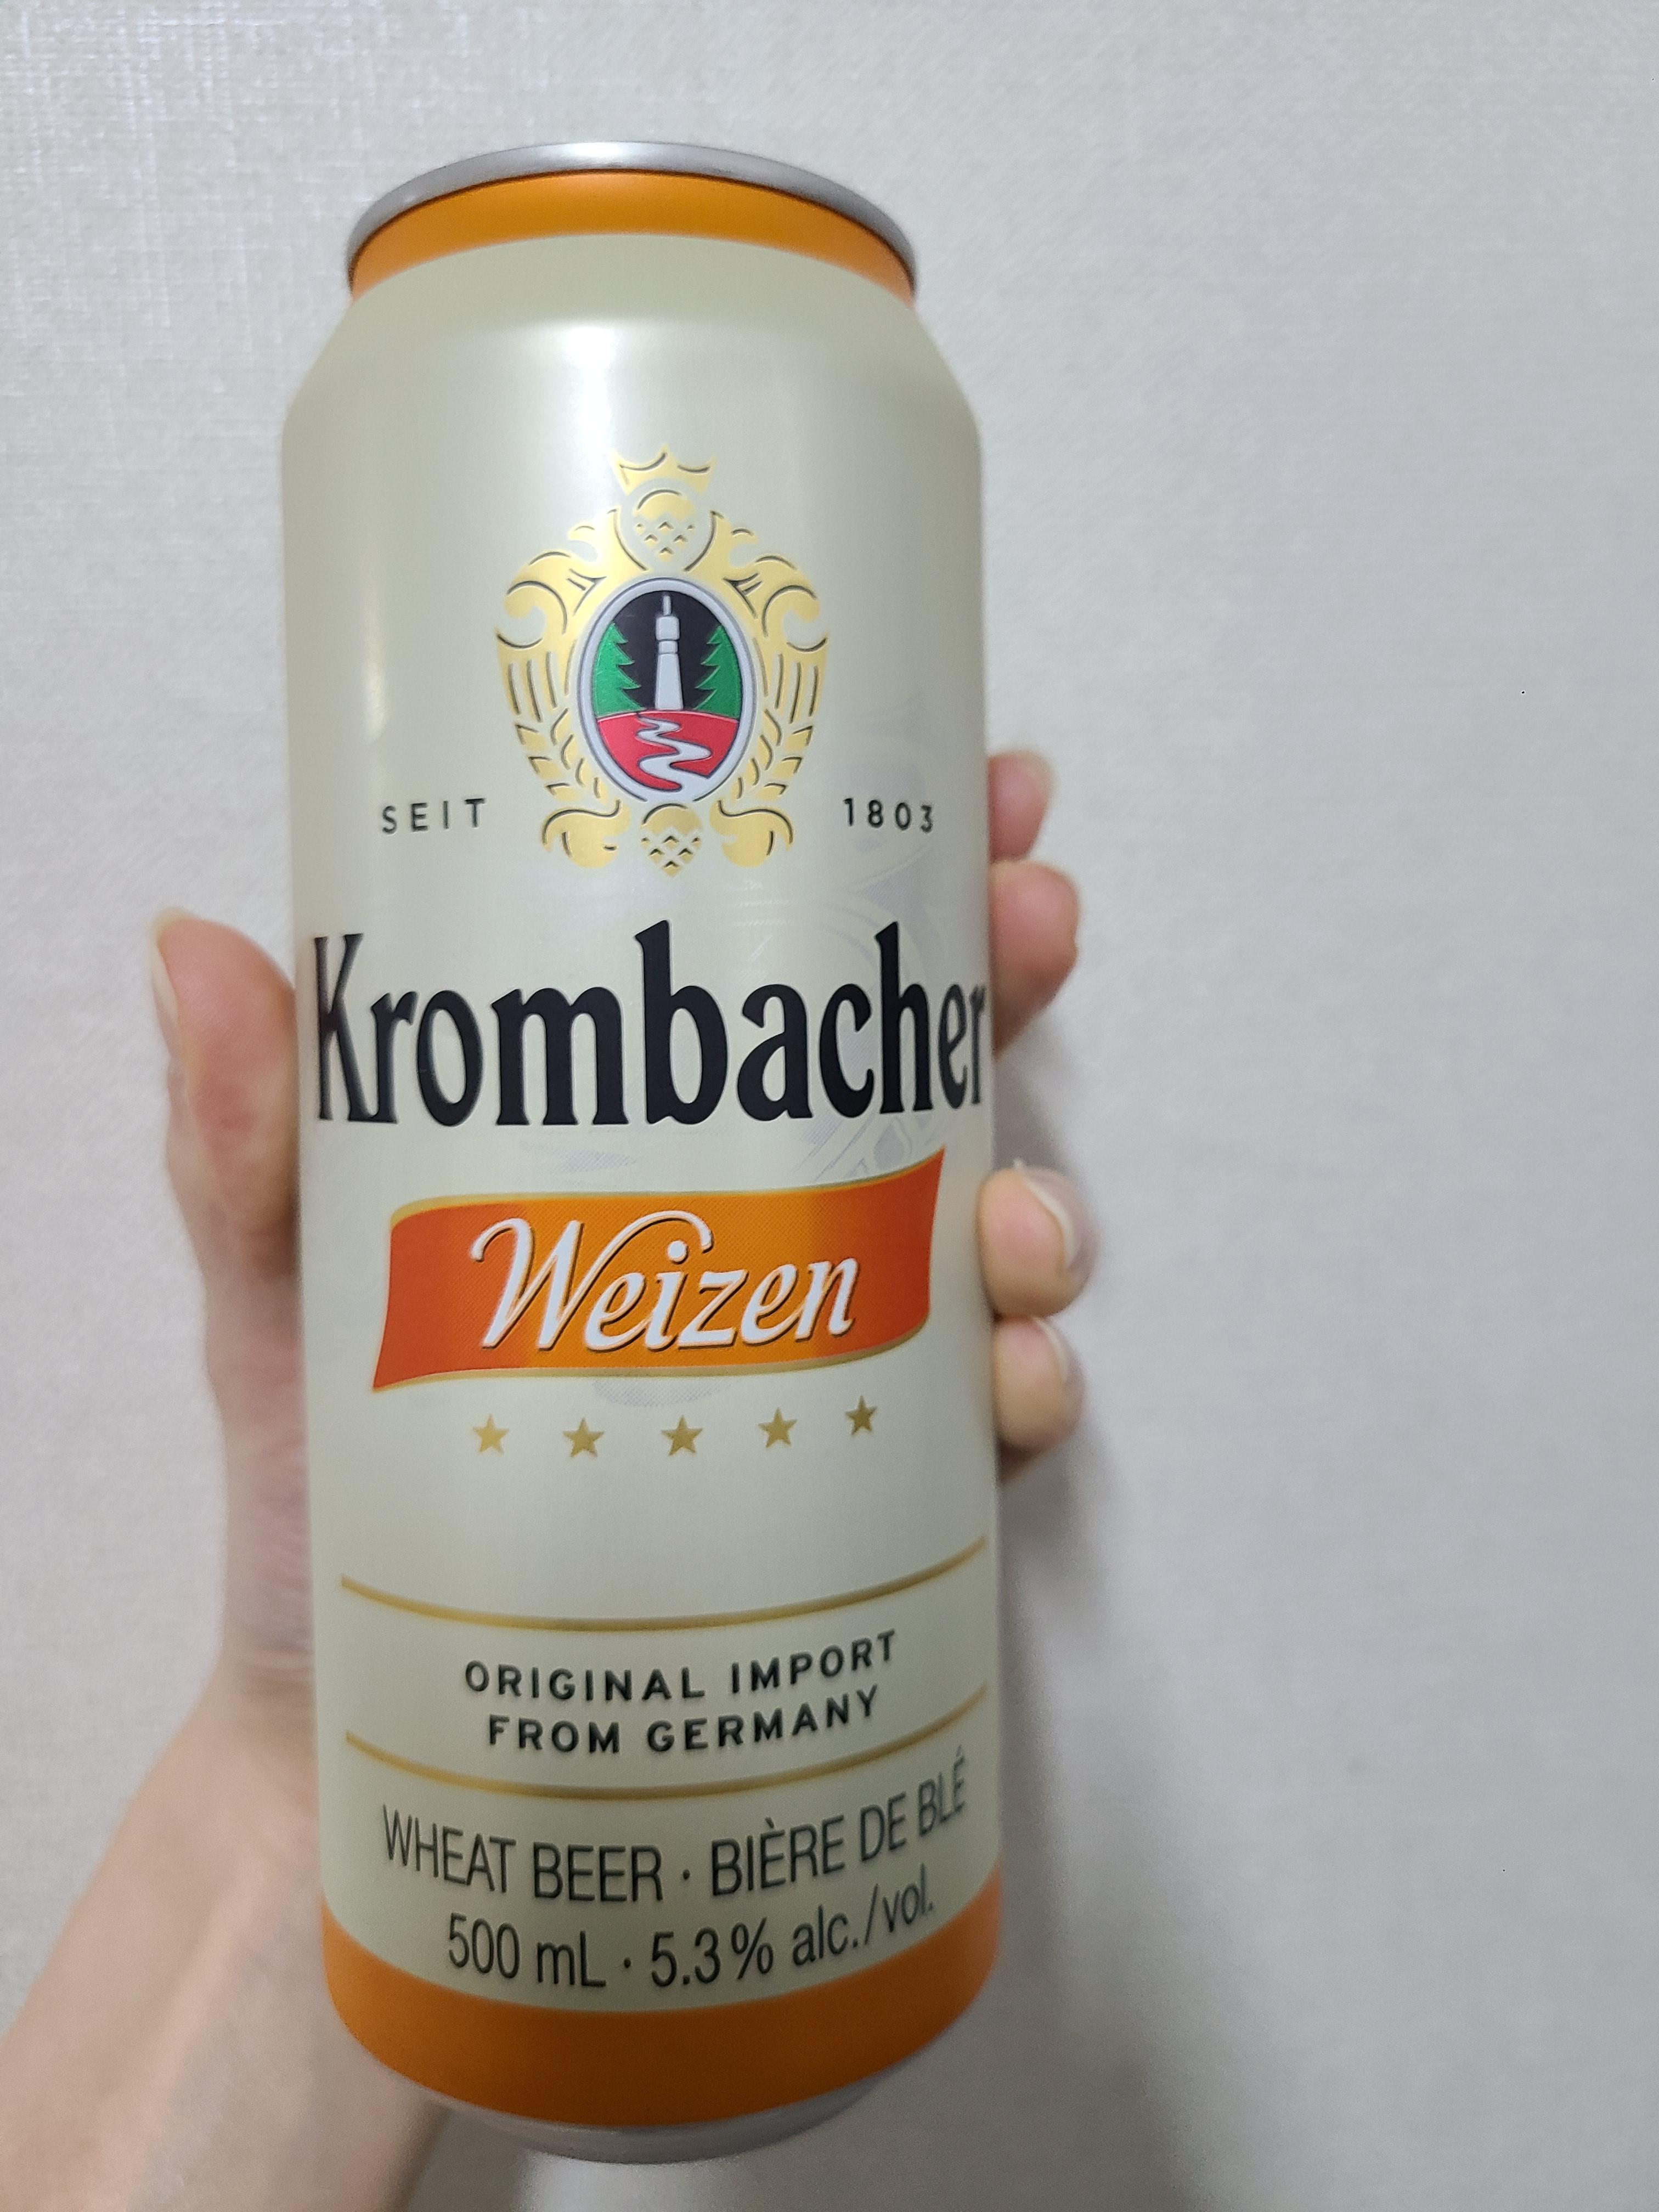 SEIT 1803
Krombacher
Weizen
ORIGINAL IMPORT
FROM GERMANY
WHEAT BEER · BIÈRE DE BLÉ
500 mL · 5.3% alc./vol.